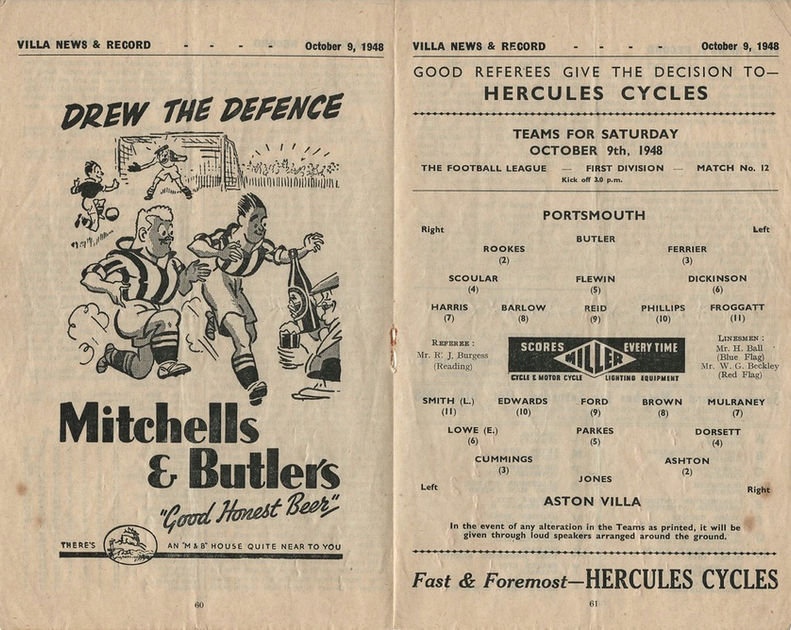 VILLA NEWS & RECORD - - - - October 9, 1948
DREW THE DEFENCE
Mitchells
& Butler's
"Good Honest Beer"
THERE'S AN "M & B" HOUSE QUITE NEAR TO YOU
60
VILLA NEWS & RECORD - - - - October 9, 1948
GOOD REFEREES GIVE THE DECISION TO—
HERCULES CYCLES
TEAMS FOR SATURDAY
OCTOBER 9th, 1948
THE FOOTBALL LEAGUE — FIRST DIVISION — MATCH No. 12
Kick off 3.0 p.m.
PORTSMOUTH
Right Left
BUTLER
ROOKES FERRIER
(2) (3)
SCOULAR FLEWIN DICKINSON
(4) (5) (6)
HARRIS BARLOW REID PHILLIPS FROGGATT
(7) (8) (9) (10) (11)
REFEREE :
Mr. R. J. Burgess
(Reading)
SCORES EVERY TIME
MILLER
CYCLE & MOTOR CYCLE LIGHTING EQUIPMENT
LINESMEN :
Mr. H. Ball
(Blue Flag)
Mr. W. G. Beckley
(Red Flag)
SMITH (L.) EDWARDS FORD BROWN MULRANEY
(11) (10) (9) (8) (7)
LOWE (E.) PARKES DORSETT
(6) (5) (4)
CUMMINGS ASHTON
(3) (2)
JONES
Left Right
ASTON VILLA
In the event of any alteration in the Teams as printed, it will be
given through loud speakers arranged around the ground.
Fast & Foremost—HERCULES CYCLES
61